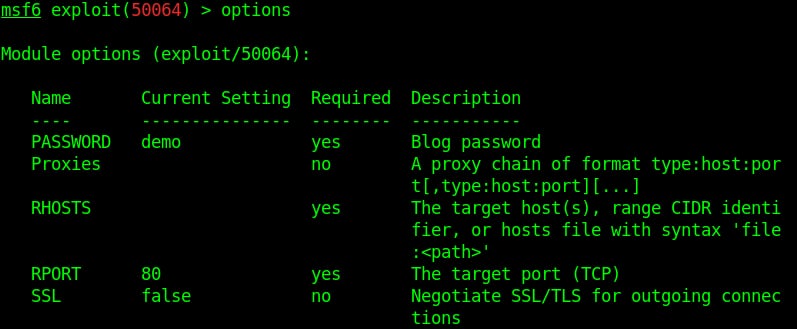 msf6 exploit(50064) > options
Module options (exploit/50064):
Name Current Setting Required Description
---- --------------- -------- -----------
PASSWORD demo yes Blog password
Proxies no A proxy chain of format type:host:por
t[,type:host:port][...]
RHOSTS yes The target host(s), range CIDR identi
fier, or hosts file with syntax 'file
:<path>'
RPORT 80 yes The target port (TCP)
SSL false no Negotiate SSL/TLS for outgoing connec
tions